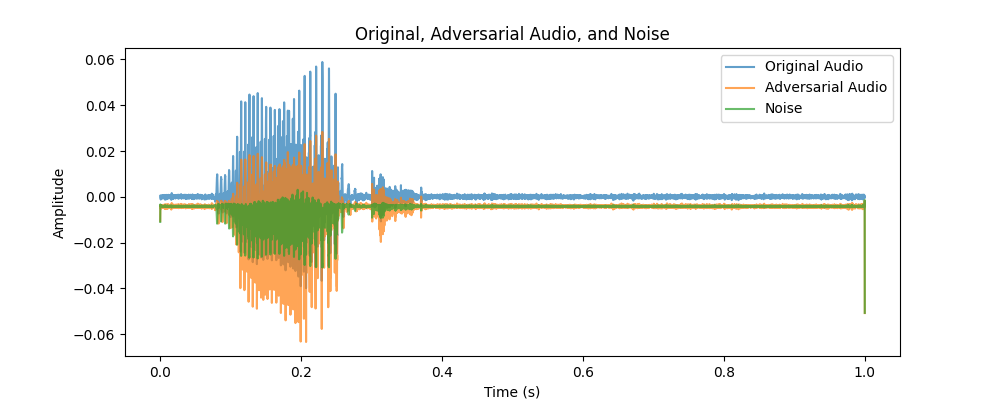 Original, Adversarial Audio, and Noise
Original Audio
Adversarial Audio
Noise
Amplitude
0.06
0.04
0.02
0.00
−0.02
−0.04
−0.06
0.0 0.2 0.4 0.6 0.8 1.0
Time (s)